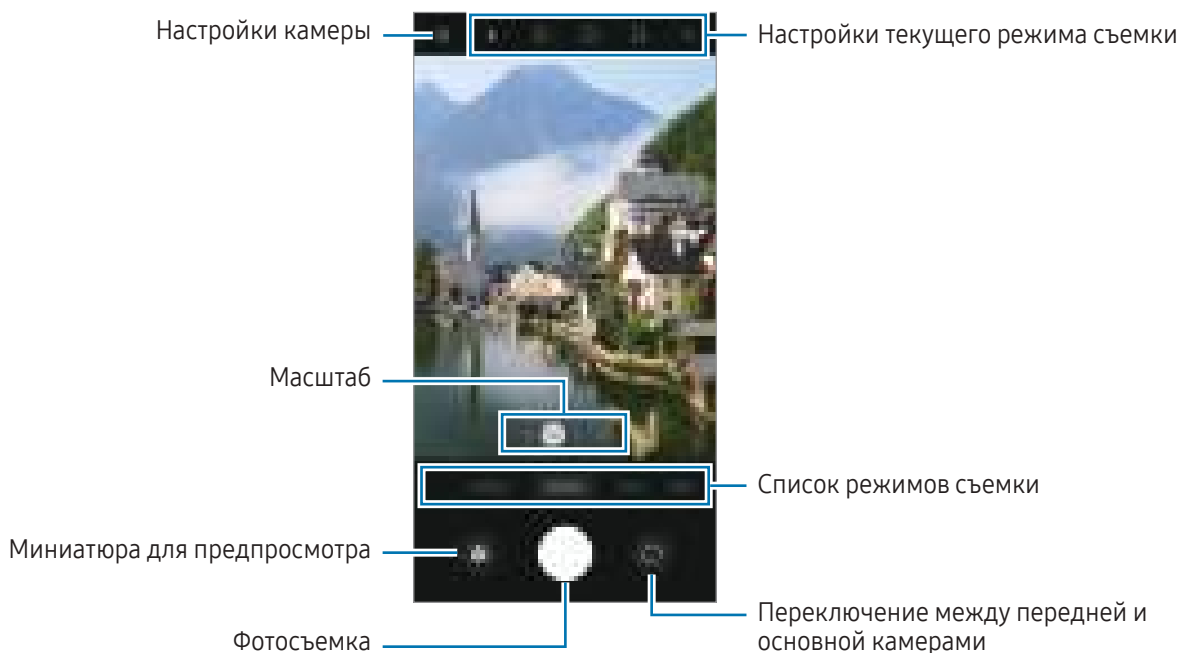 Настройки камеры
Настройки текущего режима съемки
Масштаб
Список режимов съемки
Миниатюра для предпросмотра
Фотосъемка
Переключение между передней и
основной камерами